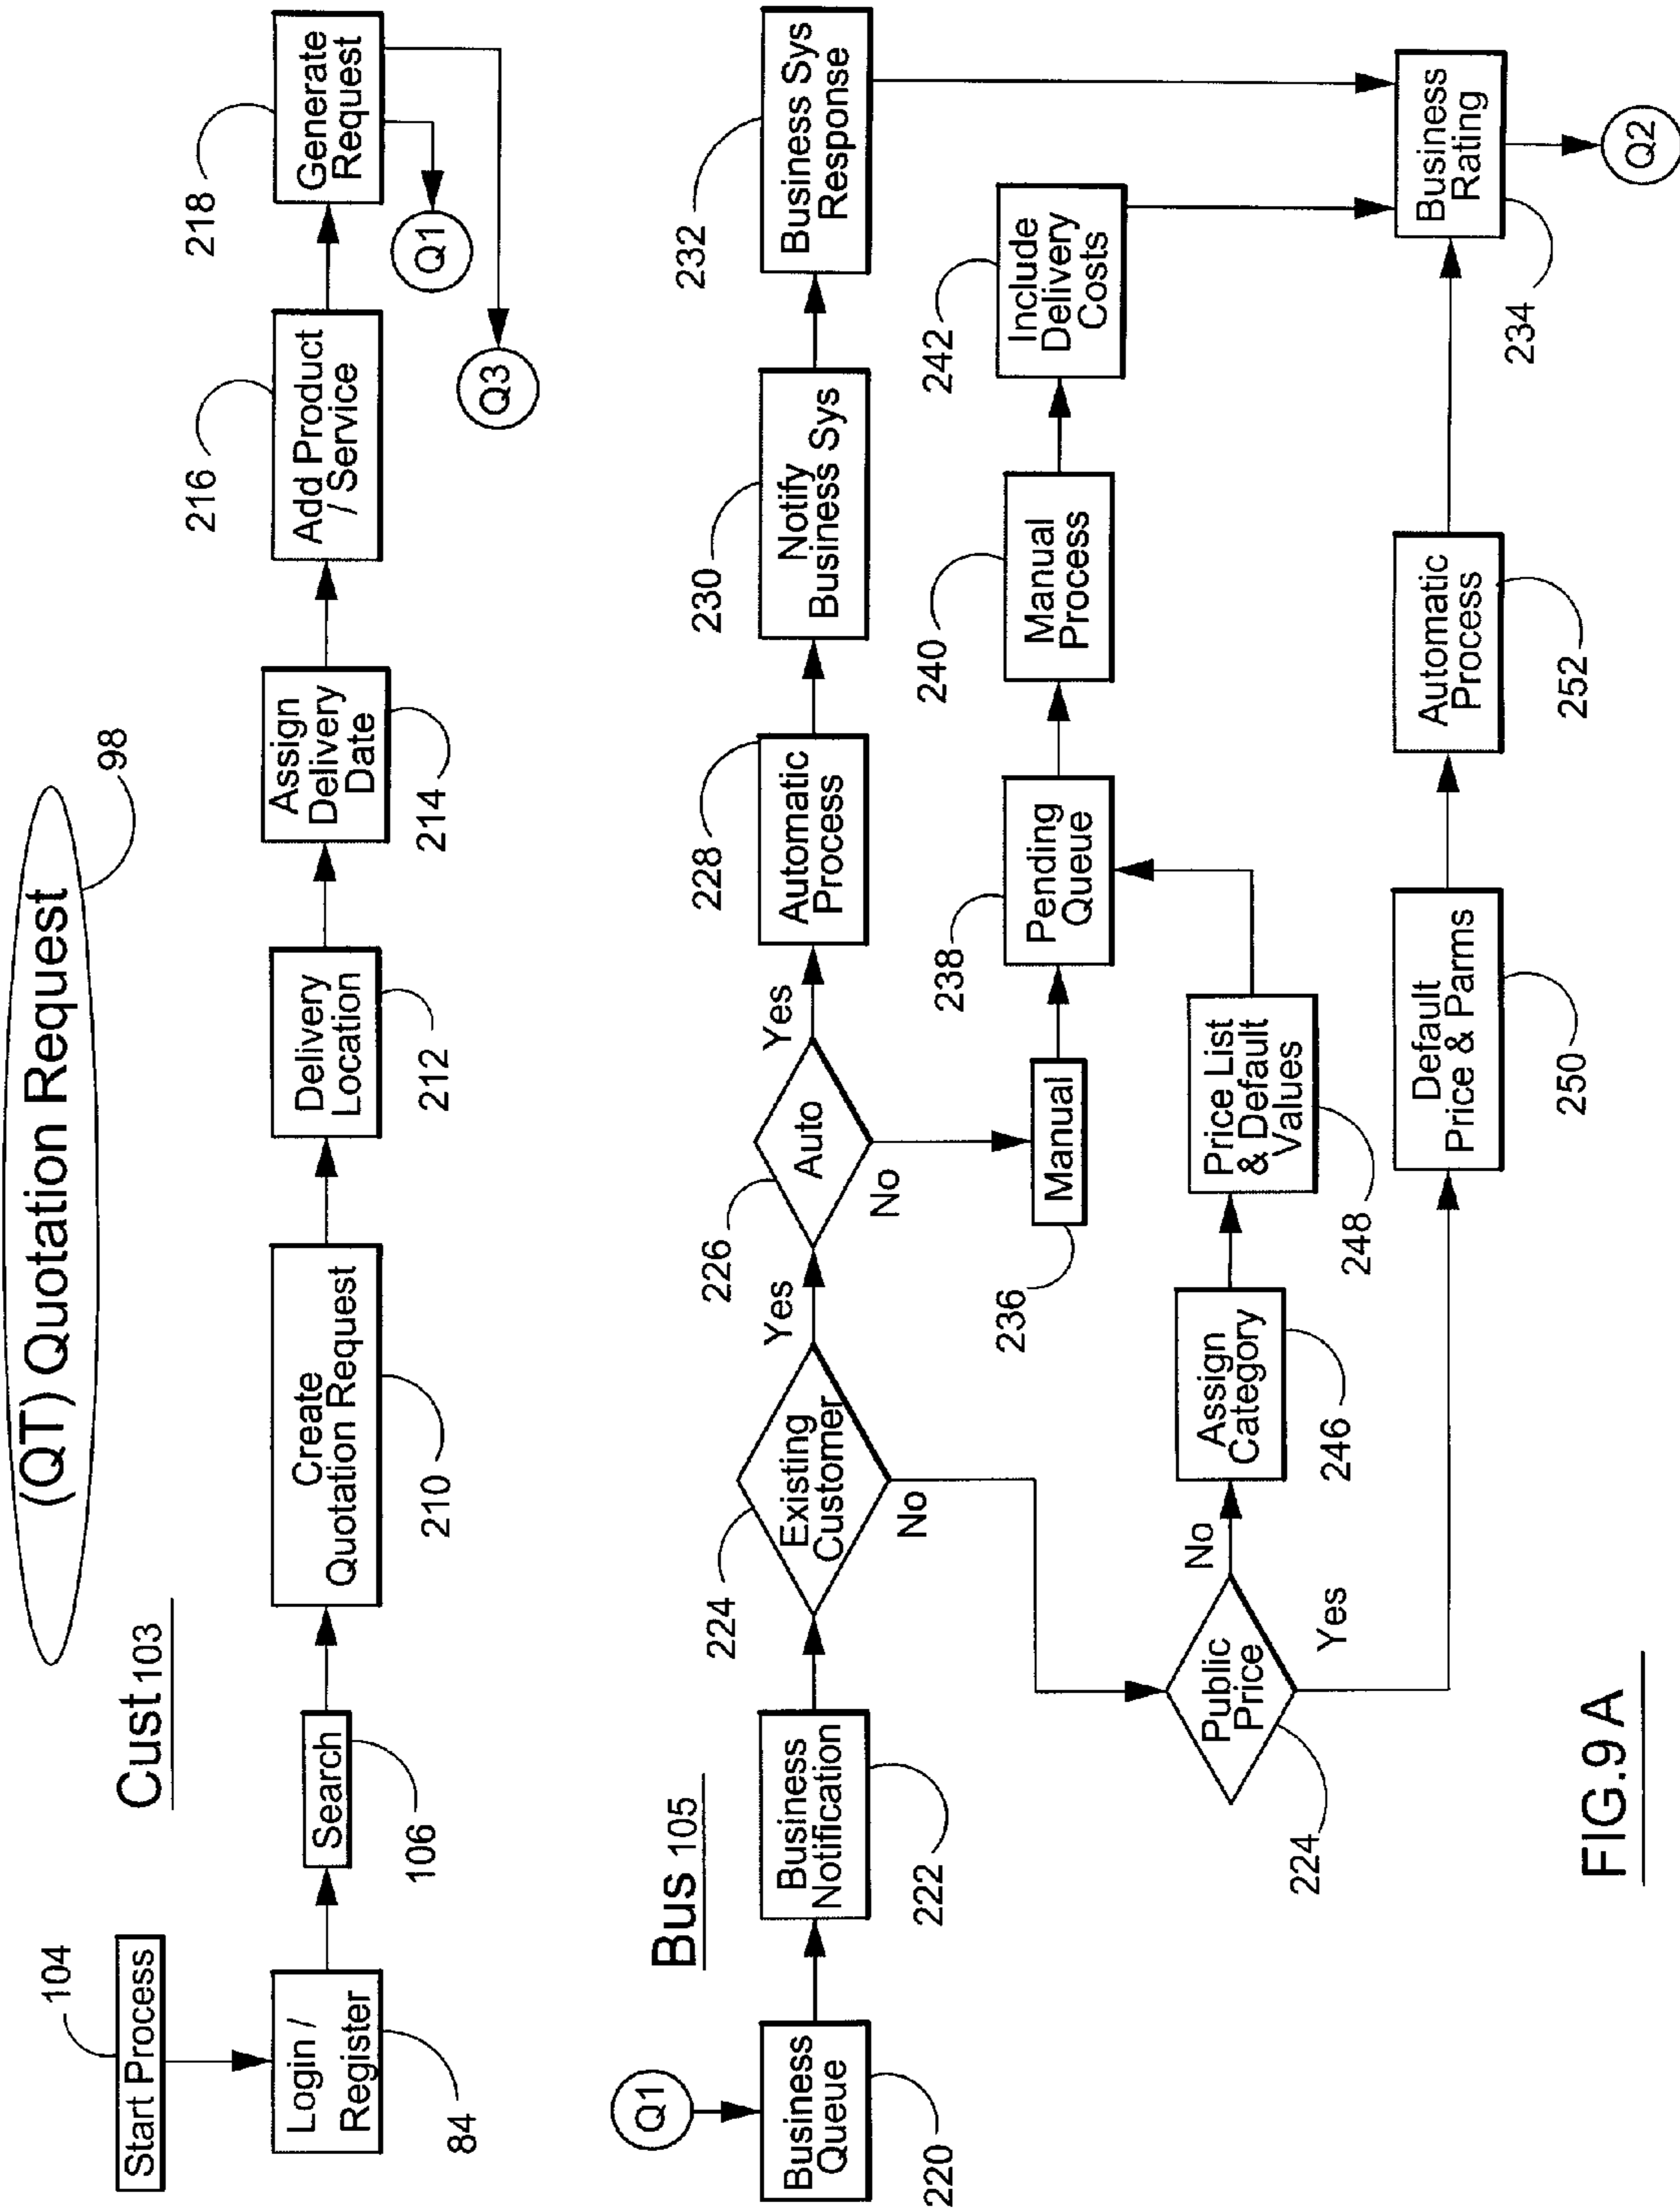 (QT) Quotation Request
98
Cust 103
104
Start Process
Login /
Register
84
Search
106
Create
Quotation Request
210
Delivery
Location
212
Assign
Delivery
Date
214
216
Add Product
/ Service
218
Generate
Request
Q1
Q3
Bus 105
Q1
Business
Queue
220
Business
Notification
222
224
Existing
Customer
Yes
No
226
Auto
Yes
No
228
Automatic
Process
230
Notify
Business Sys
232
Business Sys
Response
236
Manual
238
Pending
Queue
240
Manual
Process
242
Include
Delivery
Costs
Public
Price
224
No
Yes
Assign
Category
246
Price List
& Default
Values
248
Default
Price & Parms
250
Automatic
Process
252
Business
Rating
234
Q2
FIG.9A